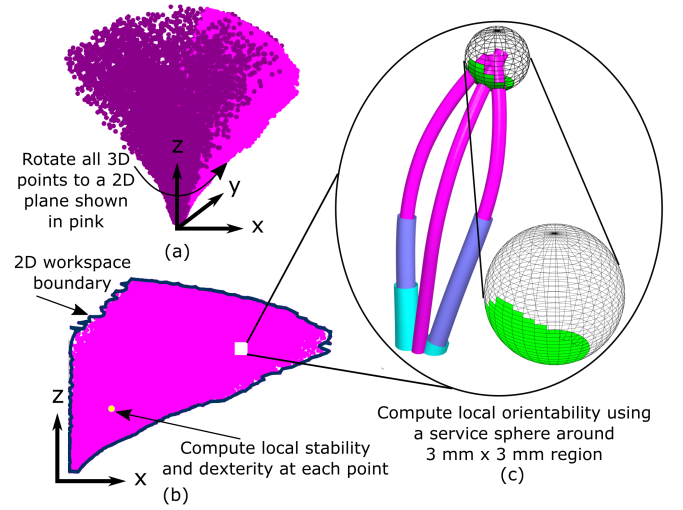 z
Rotate all 3D
points to a 2D
plane shown
in pink
y
x
(a)
2D workspace
boundary
z
Compute local stability
and dexterity at each point
x
(b)
Compute local orientability using
a service sphere around
3 mm x 3 mm region
(c)